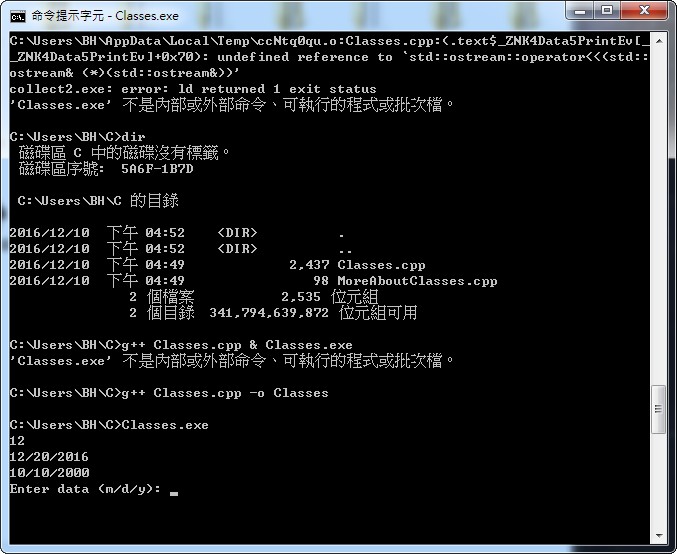 命令提示字元 - Classes.exe
C:\Users\BH\AppData\Local\Temp\ccNtq0qu.o:Classes.cpp:(.text$_ZNK4Data5PrintEv[_
_ZNK4Data5PrintEv]+0x70): undefined reference to `std::ostream::operator<<(std::
ostream& (*)(std::ostream&))'
collect2.exe: error: ld returned 1 exit status
'Classes.exe' 不是內部或外部命令、可執行的程式或批次檔。
C:\Users\BH\C>dir
磁碟區 C 中的磁碟沒有標籤。
磁碟區序號:  5A6F-1B7D
C:\Users\BH\C 的目錄
2016/12/10  下午 04:52    <DIR>          .
2016/12/10  下午 04:52    <DIR>          ..
2016/12/10  下午 04:49             2,437 Classes.cpp
2016/12/10  下午 04:49                98 MoreAboutClasses.cpp
2 個檔案           2,535 位元組
2 個目錄  341,794,639,872 位元組可用
C:\Users\BH\C>g++ Classes.cpp & Classes.exe
'Classes.exe' 不是內部或外部命令、可執行的程式或批次檔。
C:\Users\BH\C>g++ Classes.cpp -o Classes
C:\Users\BH\C>Classes.exe
12
12/20/2016
10/10/2000
Enter data (m/d/y): _